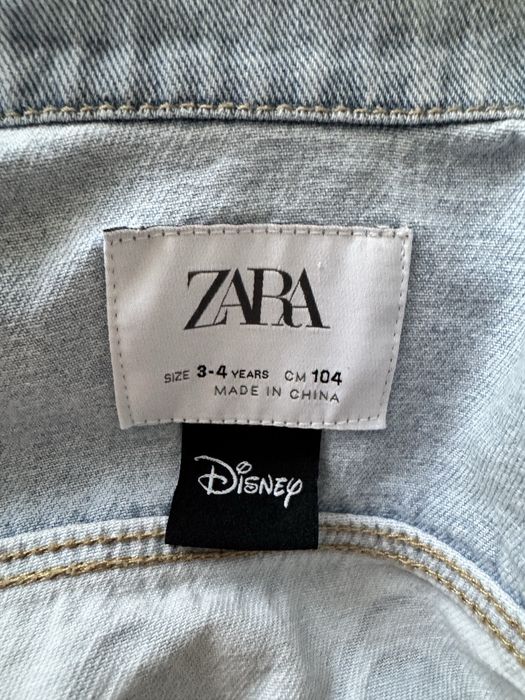 ZARA
SIZE 3-4 YEARS CM 104
MADE IN CHINA
Disney